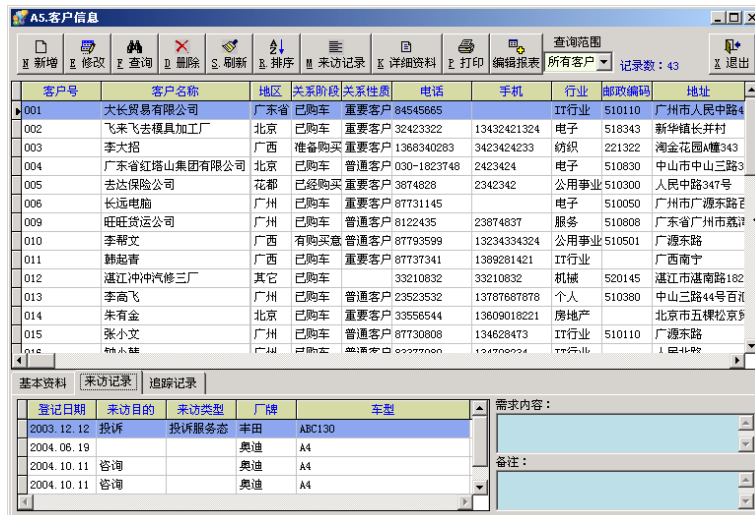 A5.客户信息
N 新增 E 修改 F 查询 D 删除 S.刷新 B.排序 M 来访记录 K 详细资料 P 打印 编辑报表 查询范围 所有客户 记录数：43 X 退出
客户号 客户名称 地区 关系阶段 关系性质 电话 手机 行业 邮政编码 地址
001 大长贸易有限公司 广东省 已购车 重要客户 84545665 IT行业 510110 广州市人民中路4
002 飞来飞去模具加工厂 北京 已购车 重要客户 32423322 13432421324 电子 518343 新华镇长并村
003 李大招 广西 准备购买 重要客户 1368340283 3423424233 纺织 221322 淘金花园A幢343
004 广东省红塔山集团有限公司 北京 已购车 普通客户 030-1823748 2423424 电子 510830 中山市中山三路3
005 去达保险公司 花都 已经购买 重要客户 3874828 2342342 公用事业 510300 人民中路347号
006 长远电脑 广州 已购车 重要客户 87731145 电子 510050 广州市广源东路百
009 旺旺货运公司 广州 已购车 普通客户 8122435 23874837 服务 510808 广东省广州市荔湾
010 李帮文 广西 有购买意 普通客户 87793599 13234334324 公用事业 510501 广源东路
011 韩起青 广西 已购车 重要客户 87737341 1389281421 IT行业 广西南宁
012 湛江冲冲汽修三厂 其它 已购车 33210832 33210832 机械 520145 湛江市湛南路182
013 李高飞 广州 已购车 普通客户 23523532 13787687878 个人 510380 中山三路44号百汇
014 朱有金 北京 已购车 重要客户 33556544 13609018221 房地产 北京市五棵松京贸
015 张小文 广州 已购车 普通客户 87730808 134628473 IT行业 510110 广源东路
基本资料 来访记录 追踪记录
登记日期 来访目的 来访类型 厂牌 车型 需求内容：
2003.12.12 投诉 投诉服务态 丰田 ABC130
2004.06.19 奥迪 A4
2004.10.11 咨询 奥迪 A4 备注：
2004.10.11 咨询 奥迪 A4